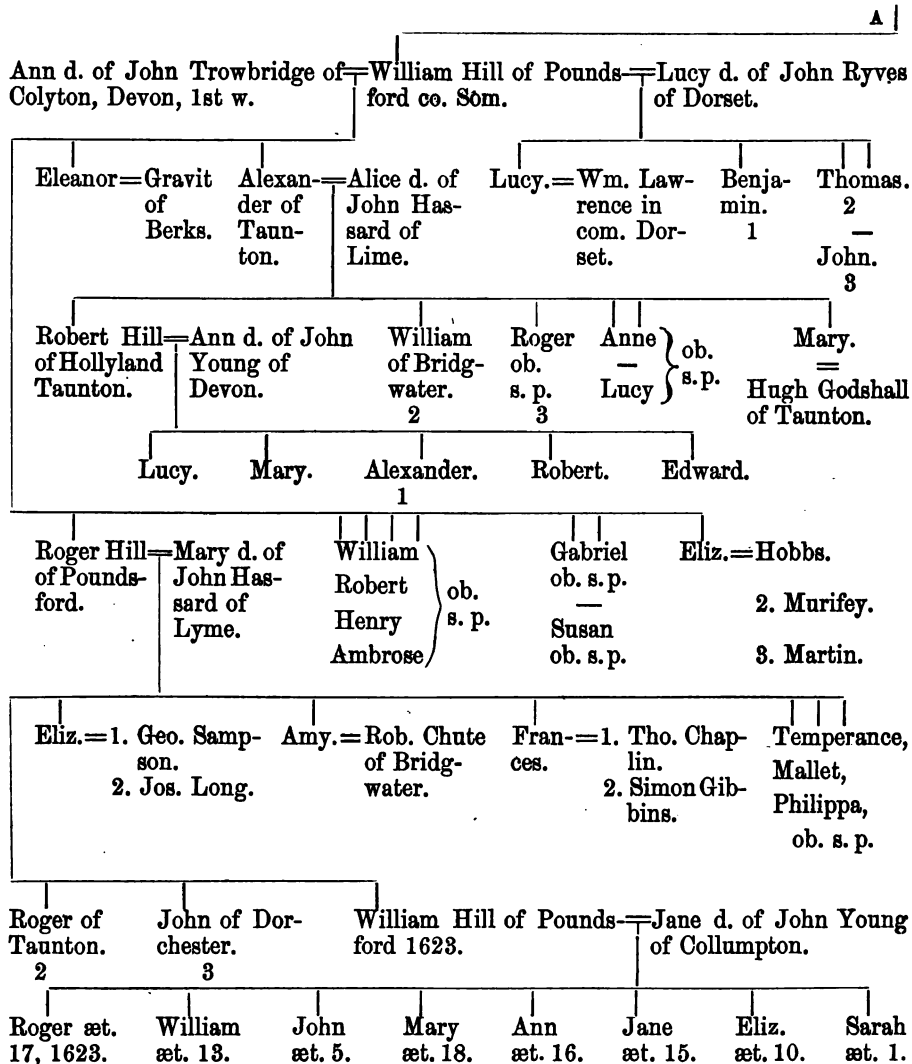 A
Ann d. of John Trowbridge of=William Hill of Pounds-=Lucy d. of John Ryves
Colyton, Devon, 1st w. ford co. Som. of Dorset.
Eleanor=Gravit Alexan-=Alice d. of Lucy.=Wm. Law- Benja- Thomas.
of der of John Has- rence in min. 2
Berks. Taun- sard of com. Dor- 1 —
ton. Lime. set. John.
3
Robert Hill=Ann d. of John William Roger Anne ob. Mary.
of Hollyland Young of of Bridg- ob. — s. p. =
Taunton. Devon. water. s. p. Lucy Hugh Godshall
2 3 of Taunton.
Lucy. Mary. Alexander. Robert. Edward.
1
Roger Hill=Mary d. of William Gabriel Eliz.=Hobbs.
of Pounds- John Has- Robert ob. ob. s. p. 2. Murifey.
ford. sard of Henry s. p. — Susan
Lyme. Ambrose ob. s. p. 3. Martin.
Eliz.=1. Geo. Samp- Amy.=Rob. Chute Fran-=1. Tho. Chap- Temperance,
son. of Bridg- ces. lin. Mallet,
2. Jos. Long. water. 2. Simon Gib- Philippa,
bins. ob. s. p.
Roger of John of Dor- William Hill of Pounds-=Jane d. of John Young
Taunton. chester. ford 1623. of Collumpton.
2 3
Roger æt. William John Mary Ann Jane Eliz. Sarah
17, 1623. æt. 13. æt. 5. æt. 18. æt. 16. æt. 15. æt. 10. æt. 1.